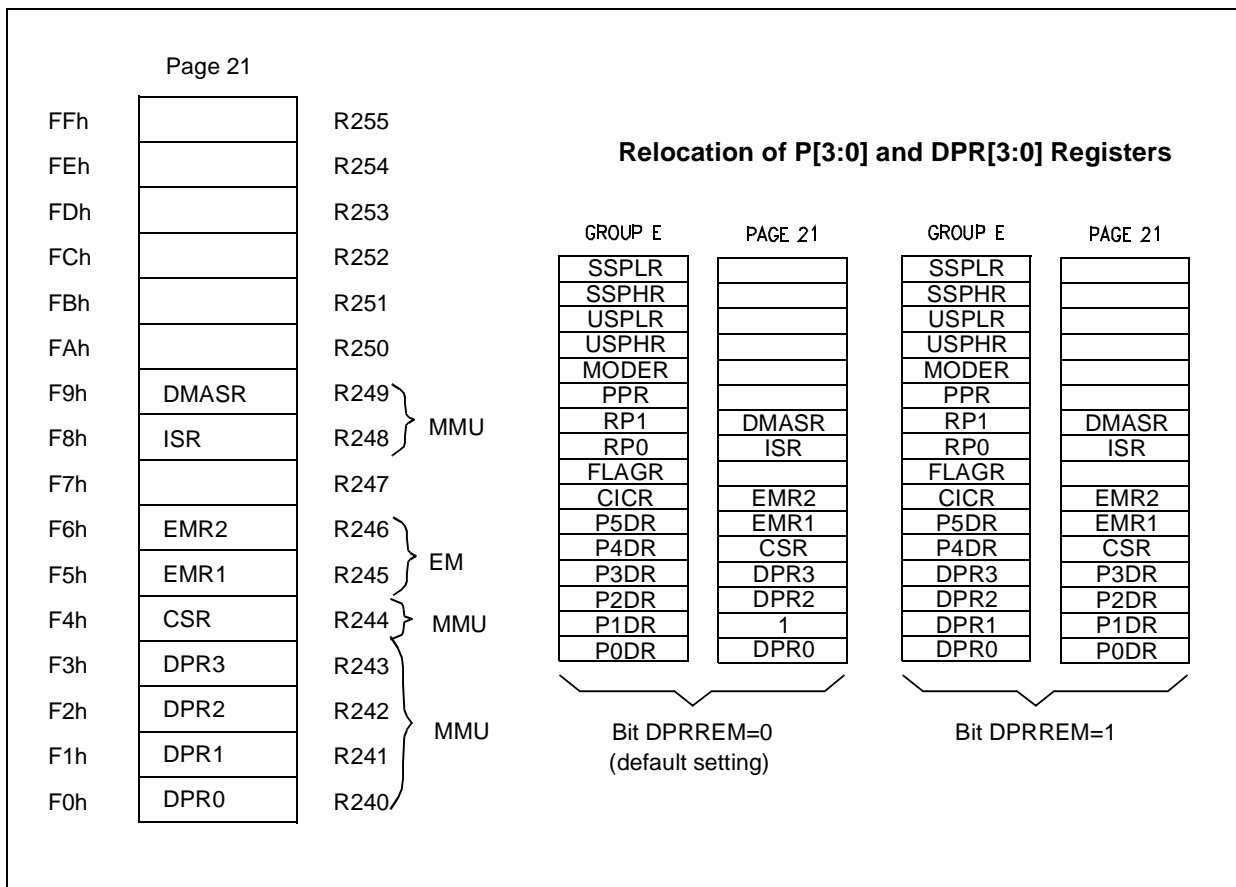 Page 21
FFh R255
FEh R254
FDh R253
FCh R252
FBh R251
FAh R250
F9h DMASR R249
F8h ISR R248
MMU
F7h R247
F6h EMR2 R246
F5h EMR1 R245
EM
F4h CSR R244 MMU
F3h DPR3 R243
F2h DPR2 R242
MMU
F1h DPR1 R241
F0h DPR0 R240
Relocation of P[3:0] and DPR[3:0] Registers
GROUP E PAGE 21 GROUP E PAGE 21
SSPLR SSPLR
SSPHR SSPHR
USPLR USPLR
USPHR USPHR
MODER MODER
PPR PPR
RP1 DMASR RP1 DMASR
RP0 ISR RP0 ISR
FLAGR FLAGR
CICR EMR2 CICR EMR2
P5DR EMR1 P5DR EMR1
P4DR CSR P4DR CSR
P3DR DPR3 DPR3 P3DR
P2DR DPR2 DPR2 P2DR
P1DR 1 DPR1 P1DR
P0DR DPR0 DPR0 P0DR
Bit DPRREM=0 Bit DPRREM=1
(default setting)